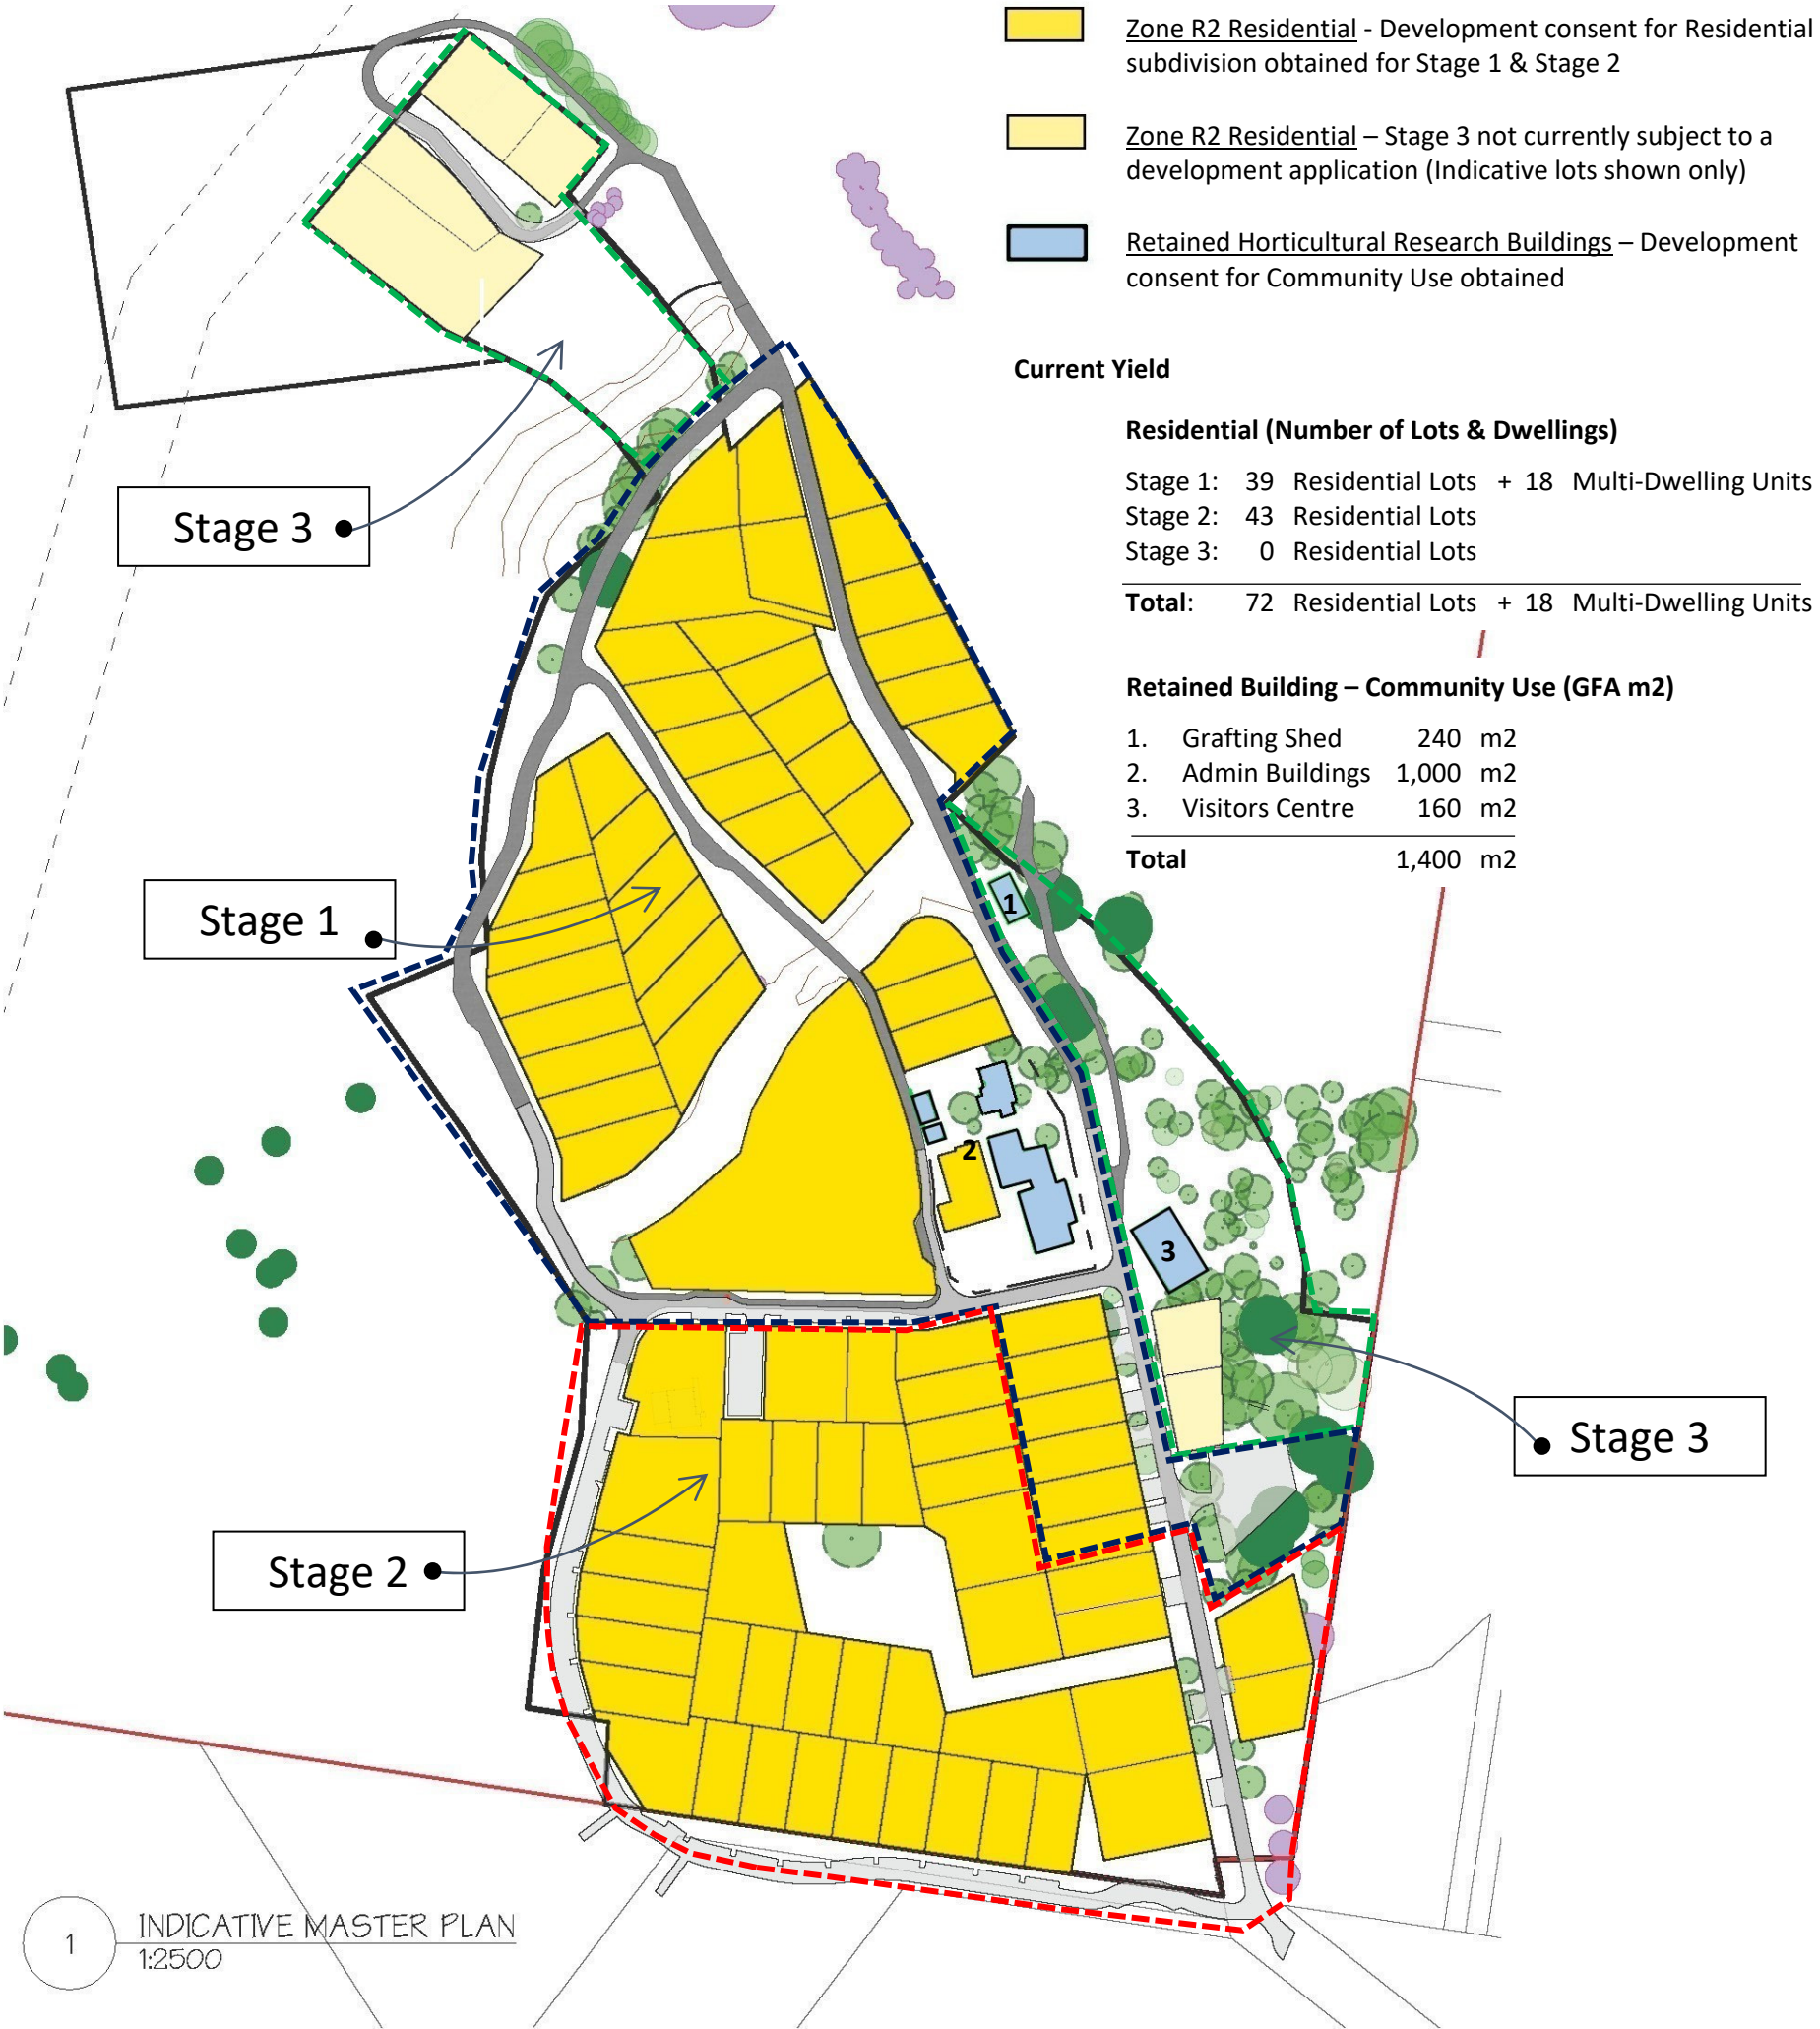 Zone R2 Residential - Development consent for Residential
subdivision obtained for Stage 1 & Stage 2
Zone R2 Residential – Stage 3 not currently subject to a
development application (Indicative lots shown only)
Retained Horticultural Research Buildings – Development
consent for Community Use obtained
Current Yield
Residential (Number of Lots & Dwellings)
Stage 1: 39 Residential Lots + 18 Multi-Dwelling Units
Stage 2: 43 Residential Lots
Stage 3: 0 Residential Lots
Total: 72 Residential Lots + 18 Multi-Dwelling Units
Retained Building – Community Use (GFA m2)
1. Grafting Shed 240 m2
2. Admin Buildings 1,000 m2
3. Visitors Centre 160 m2
Total 1,400 m2
Stage 3
Stage 1
1
2
3
Stage 3
Stage 2
1
INDICATIVE MASTER PLAN
1:2500